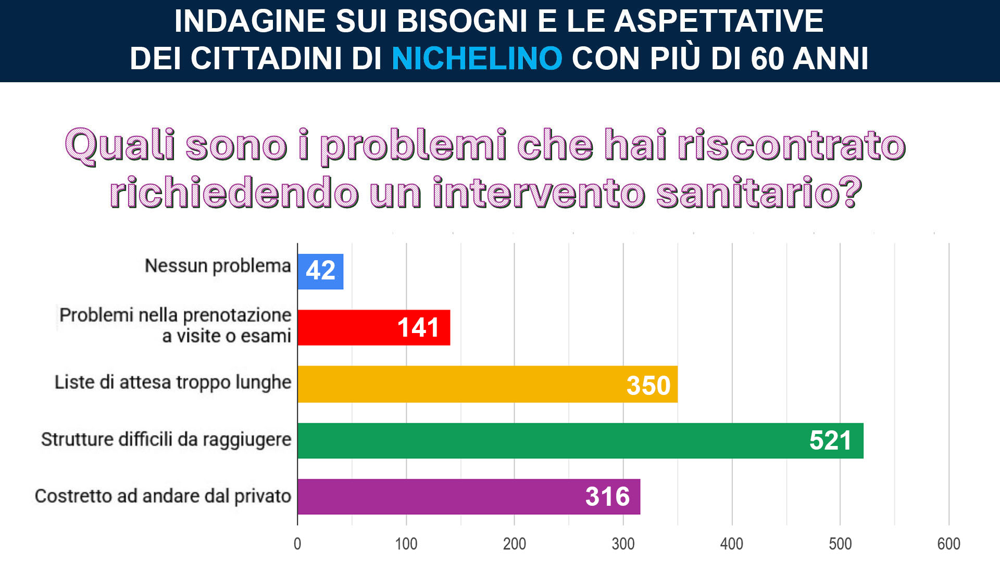 INDAGINE SUI BISOGNI E LE ASPETTATIVE
DEI CITTADINI DI NICHELINO CON PIÙ DI 60 ANNI
Quali sono i problemi che hai riscontrato
richiedendo un intervento sanitario?
Nessun problema
42
Problemi nella prenotazione
a visite o esami
141
Liste di attesa troppo lunghe
350
Strutture difficili da raggiugere
521
Costretto ad andare dal privato
316
0 100 200 300 400 500 600